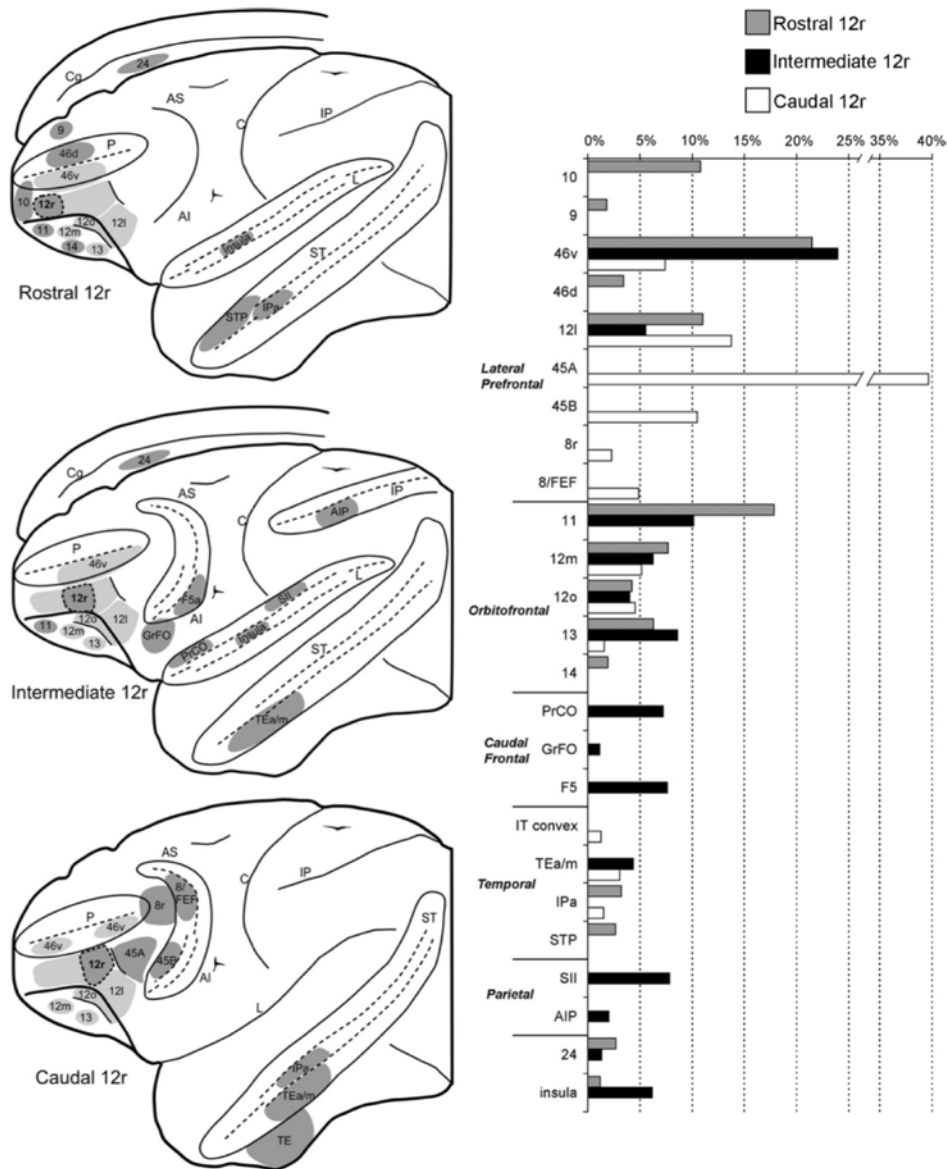 Cg
24
AS
IP
C
9
P
46d
46v
L
10
12r
AI
11
12m
12o
12l
14
13
insula
ST
STP
IPa
Rostral 12r
Cg
24
AS
IP
AIP
C
P
46v
L
12r
F5a
SII
AI
11
12o
12l
12m
13
GrFO
insula
PrCO
ST
TEa/m
Intermediate 12r
AS
8/
FEF
C
IP
ST
P
8r
46v
46v
45A
45B
12r
AI
12o
12l
12m
13
L
IPa
TEa/m
TE
Caudal 12r
Rostral 12r
Intermediate 12r
Caudal 12r
0% 5% 10% 15% 20% 25% 35% 40%
10
9
46v
46d
12l
Lateral
Prefrontal
45A
45B
8r
8/FEF
11
12m
Orbitofrontal
12o
13
14
PrCO
Caudal
Frontal
GrFO
F5
IT convex
TEa/m
Temporal
IPa
STP
SII
Parietal
AIP
24
insula